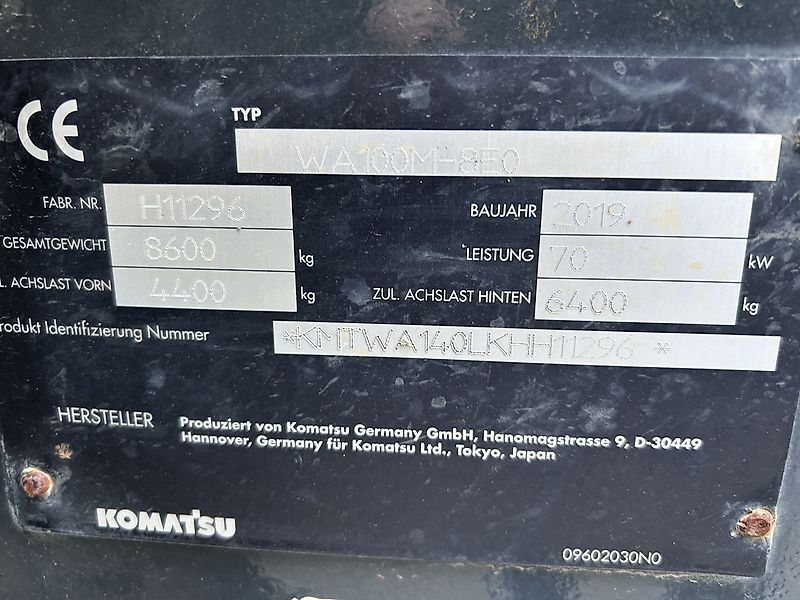 CE
TYP
WA100M-8E0
FABR. NR. H11296 BAUJAHR 2019
GESAMTGEWICHT 8600 kg LEISTUNG 70 kW
L. ACHSLAST VORN 4400 kg ZUL. ACHSLAST HINTEN 6400 kg
rodukt Identifizierung Nummer *KMTWA140LKHH11296 *
HERSTELLER Produziert von Komatsu Germany GmbH, Hanomagstrasse 9, D-30449
Hannover, Germany für Komatsu Ltd., Tokyo, Japan
KOMATSU
09602030N0